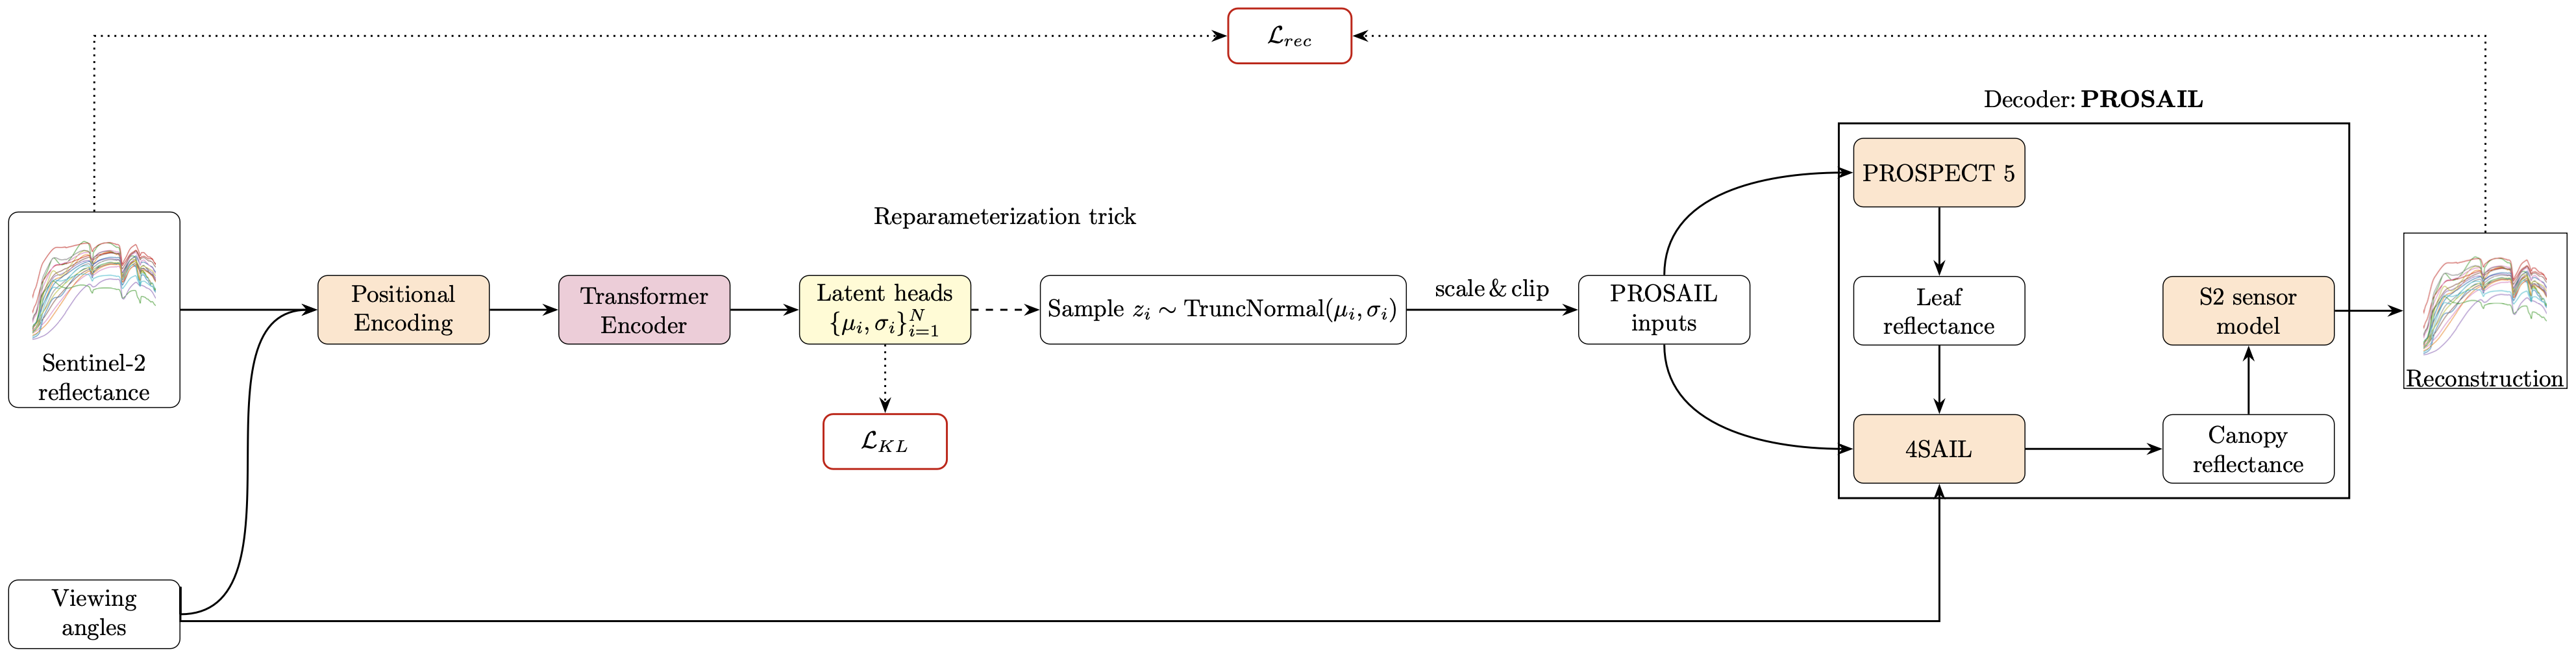 $\mathcal{L}_{rec}$
Decoder: PROSAIL
PROSPECT 5
Reparameterization trick
Sentinel-2
reflectance
Positional
Encoding
Transformer
Encoder
Latent heads
$\{\mu_i, \sigma_i\}_{i=1}^{N}$
Sample $z_i \sim \text{TruncNormal}(\mu_i, \sigma_i)$
scale & clip
PROSAIL
inputs
Leaf
reflectance
S2 sensor
model
Reconstruction
$\mathcal{L}_{KL}$
4SAIL
Canopy
reflectance
Viewing
angles